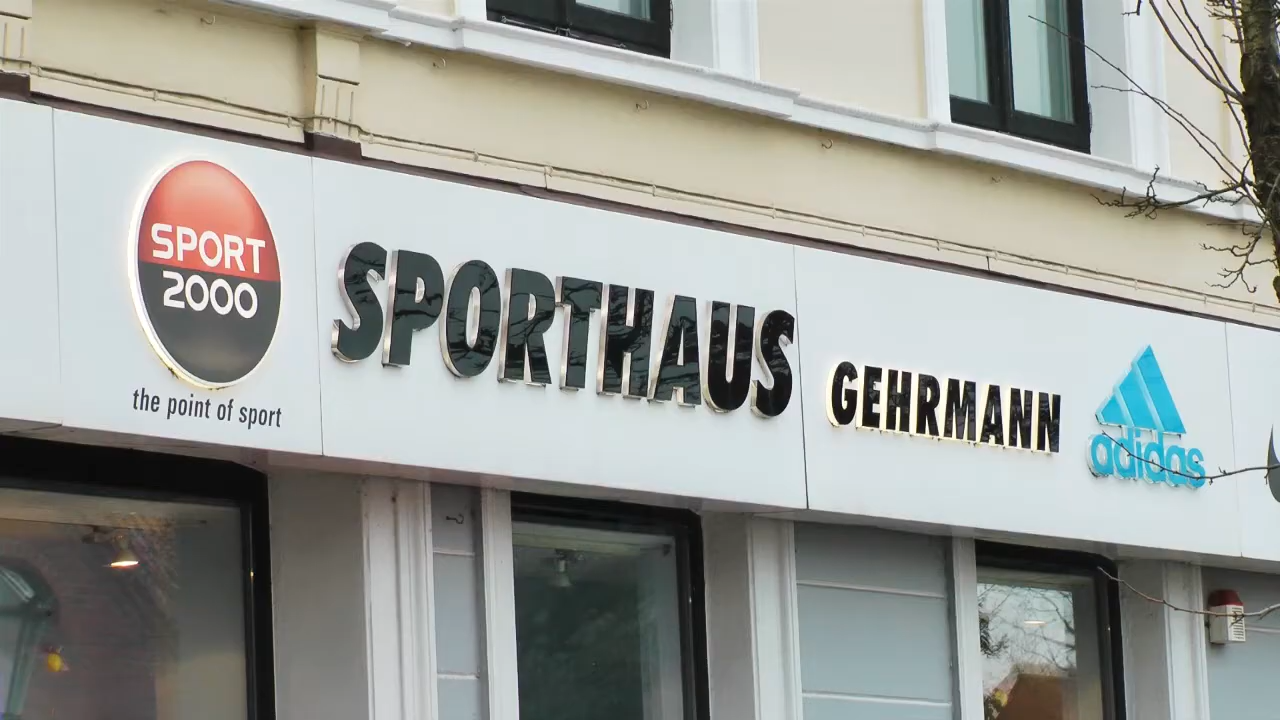 SPORT
2000
the point of sport
SPORTHAUS
GEHRMANN
adidas